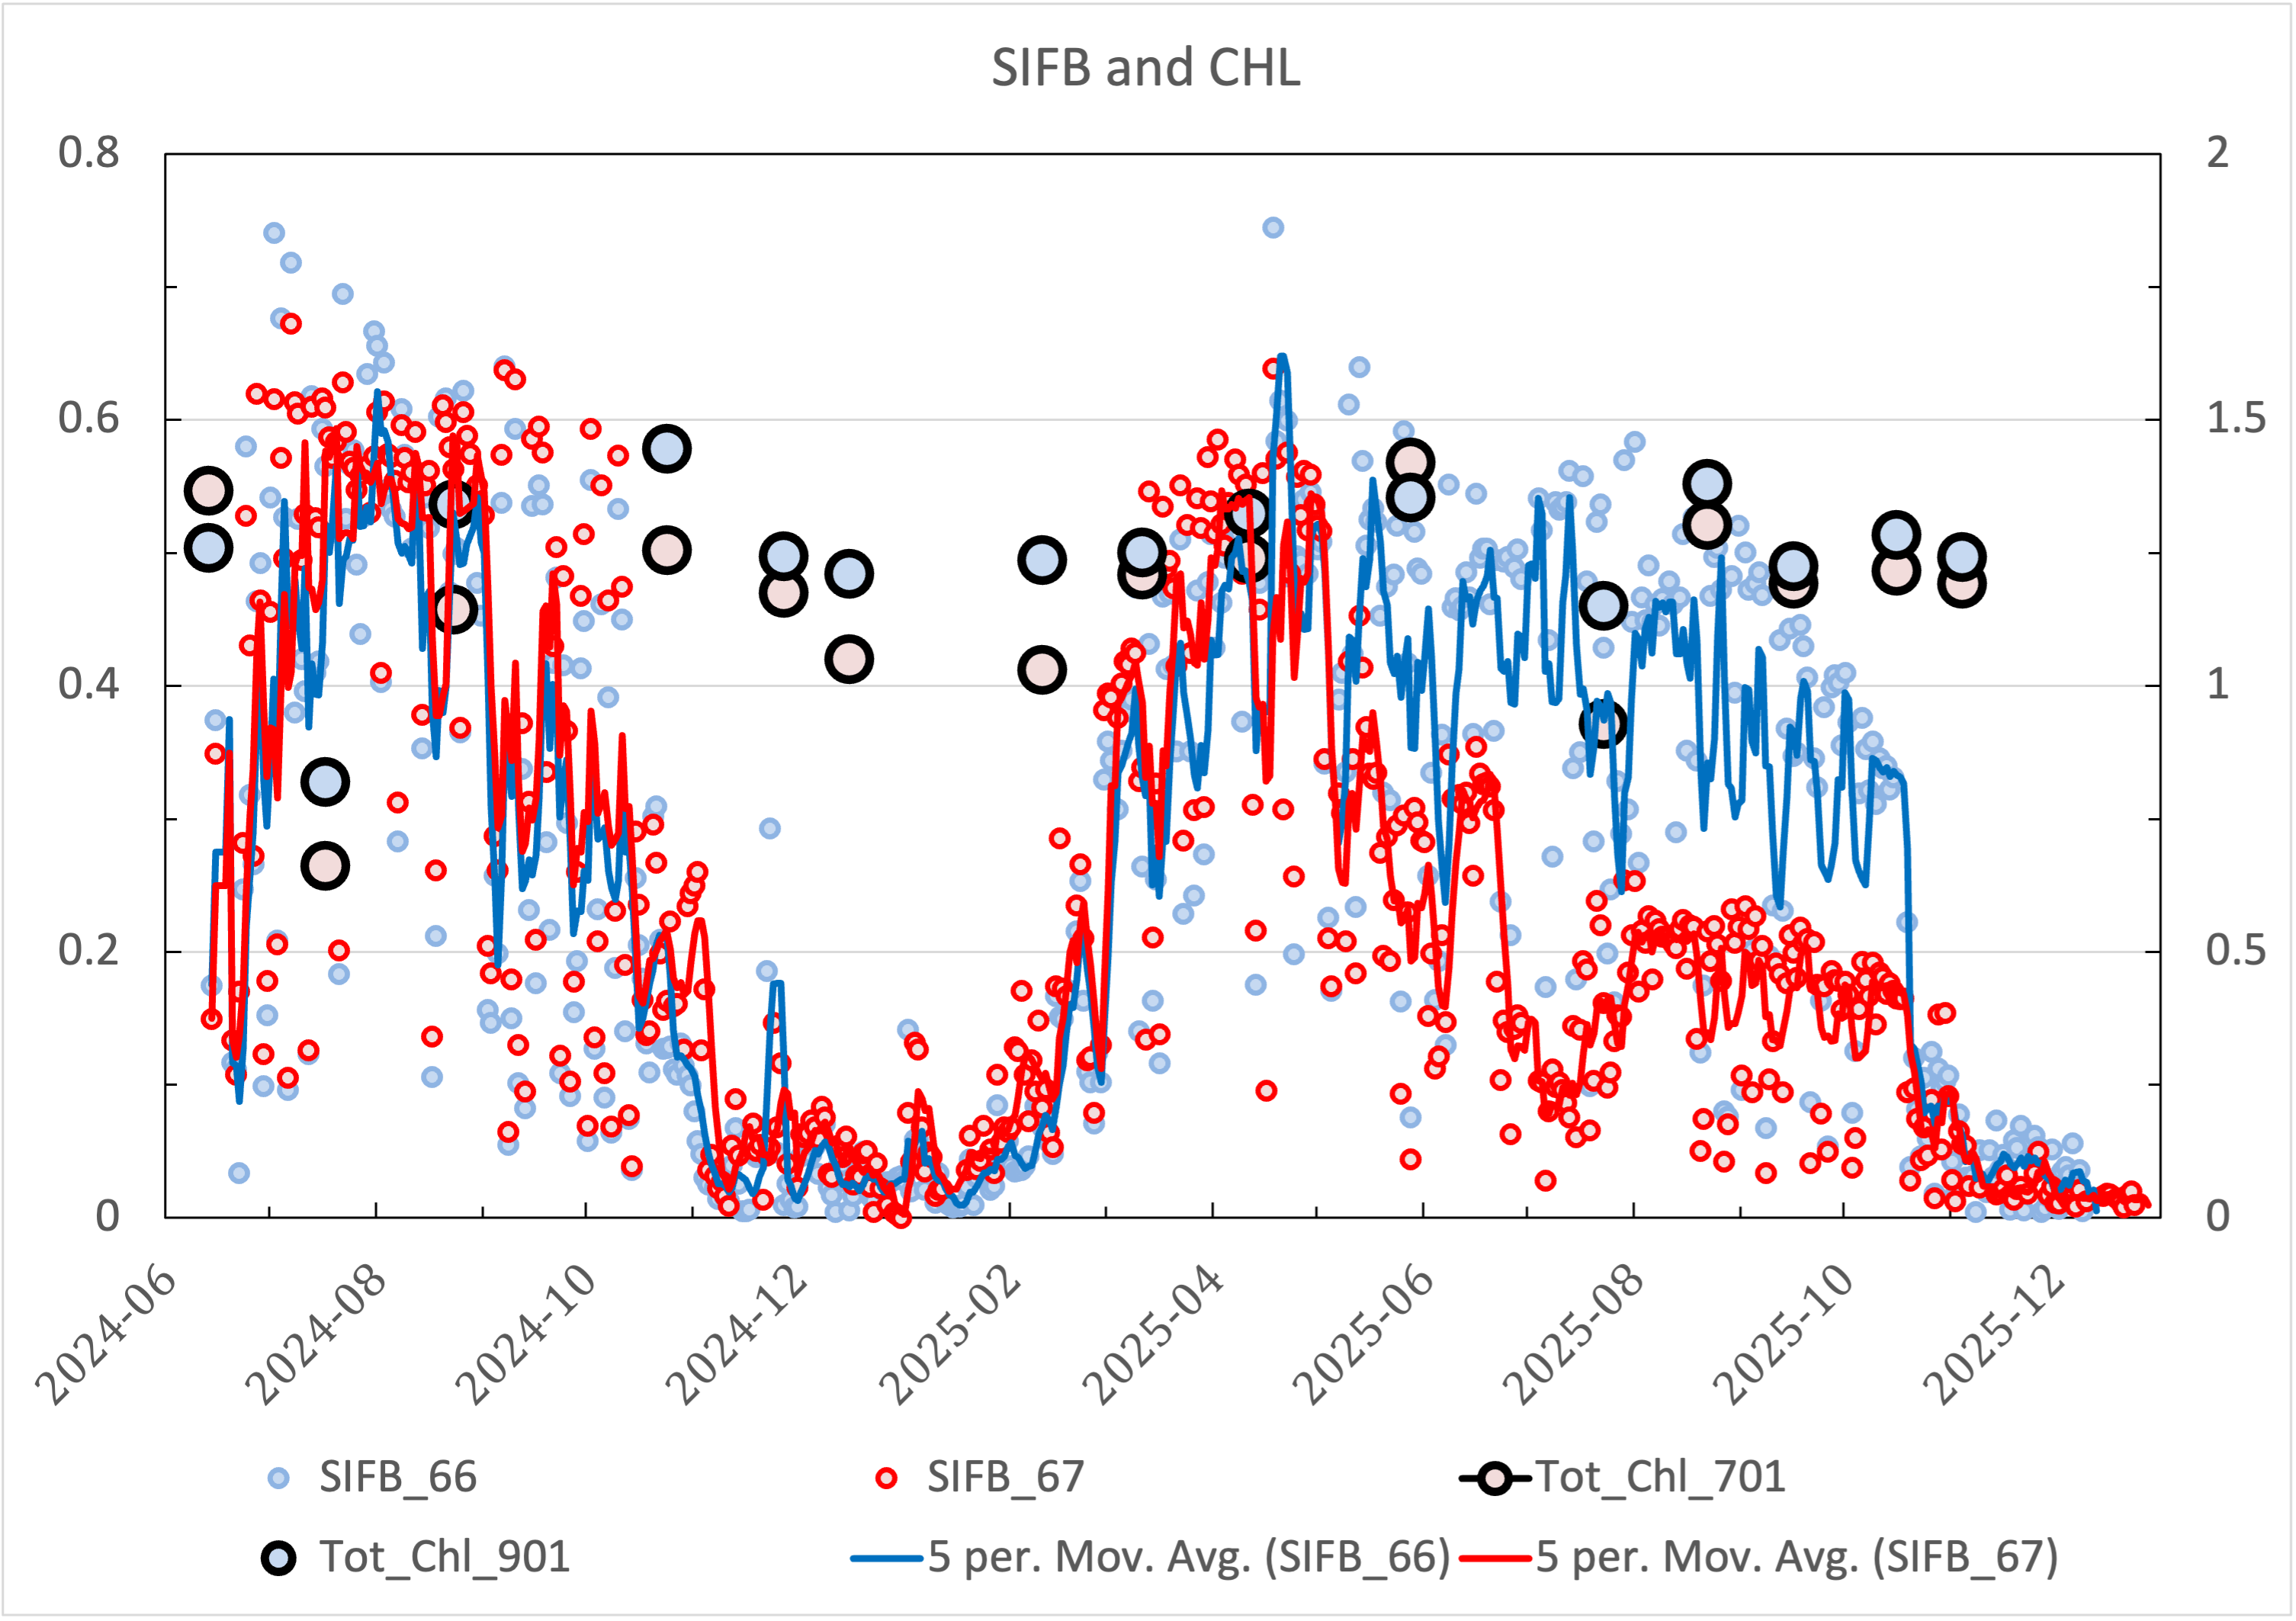 SIFB and CHL
0.8
0.6
0.4
0.2
0
2
1.5
1
0.5
0
2024-06
2024-08
2024-10
2024-12
2025-02
2025-04
2025-06
2025-08
2025-10
2025-12
SIFB_66
SIFB_67
Tot_Chl_701
Tot_Chl_901
5 per. Mov. Avg. (SIFB_66)
5 per. Mov. Avg. (SIFB_67)